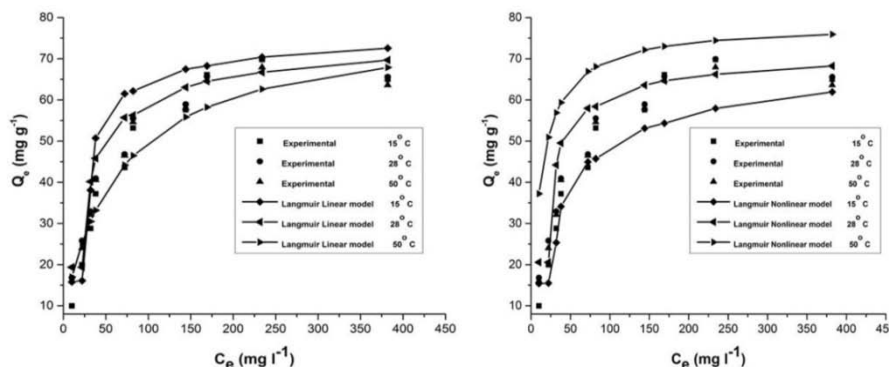 80
70
60
50
40
30
20
10
Qe (mg g-1)
Experimental 15°C
Experimental 28°C
Experimental 50°C
Langmuir Linear model 15°C
Langmuir Linear model 28°C
Langmuir Linear model 50°C
0 50 100 150 200 250 300 350 400 450
Ce (mg l-1)
80
70
60
50
40
30
20
10
Qe (mg g-1)
Experimental 15°C
Experimental 28°C
Experimental 50°C
Langmuir Nonlinear model 15°C
Langmuir Nonlinear model 28°C
Langmuir Nonlinear model 50°C
0 50 100 150 200 250 300 350 400
Ce (mg l-1)